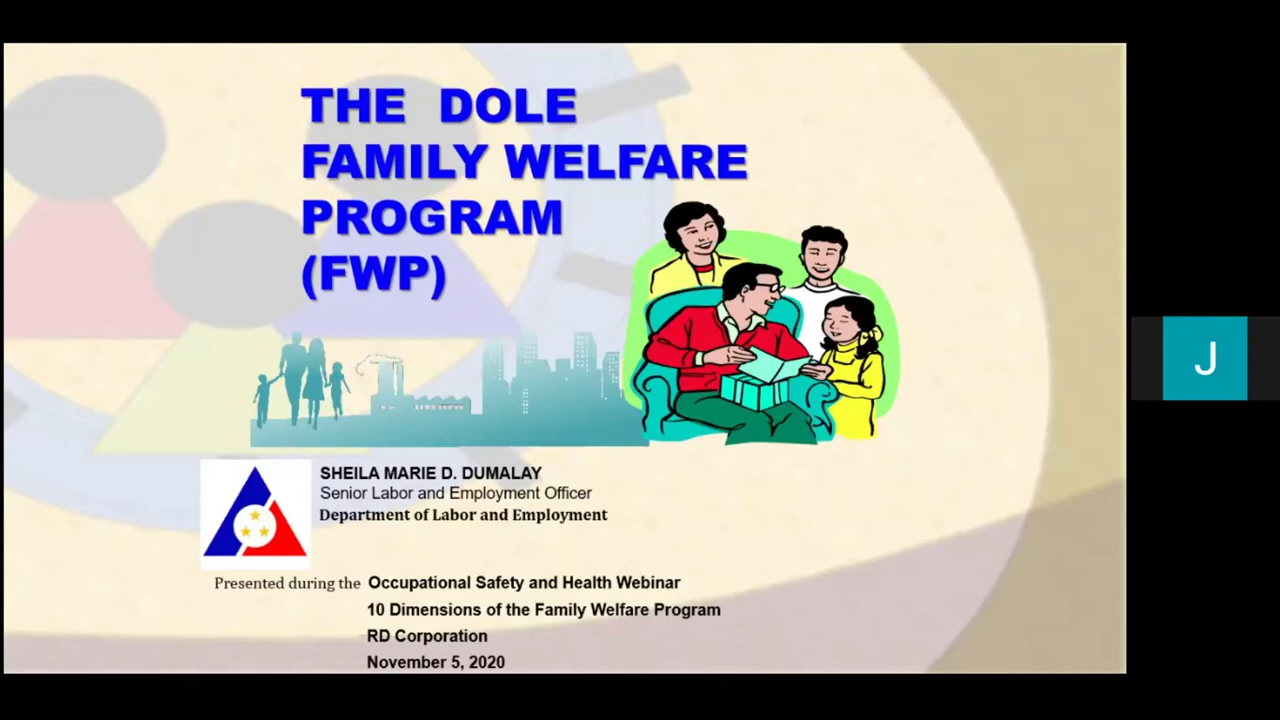 THE DOLE
FAMILY WELFARE
PROGRAM
(FWP)
SHEILA MARIE D. DUMALAY
Senior Labor and Employment Officer
Department of Labor and Employment
Presented during the Occupational Safety and Health Webinar
10 Dimensions of the Family Welfare Program
RD Corporation
November 5, 2020
J